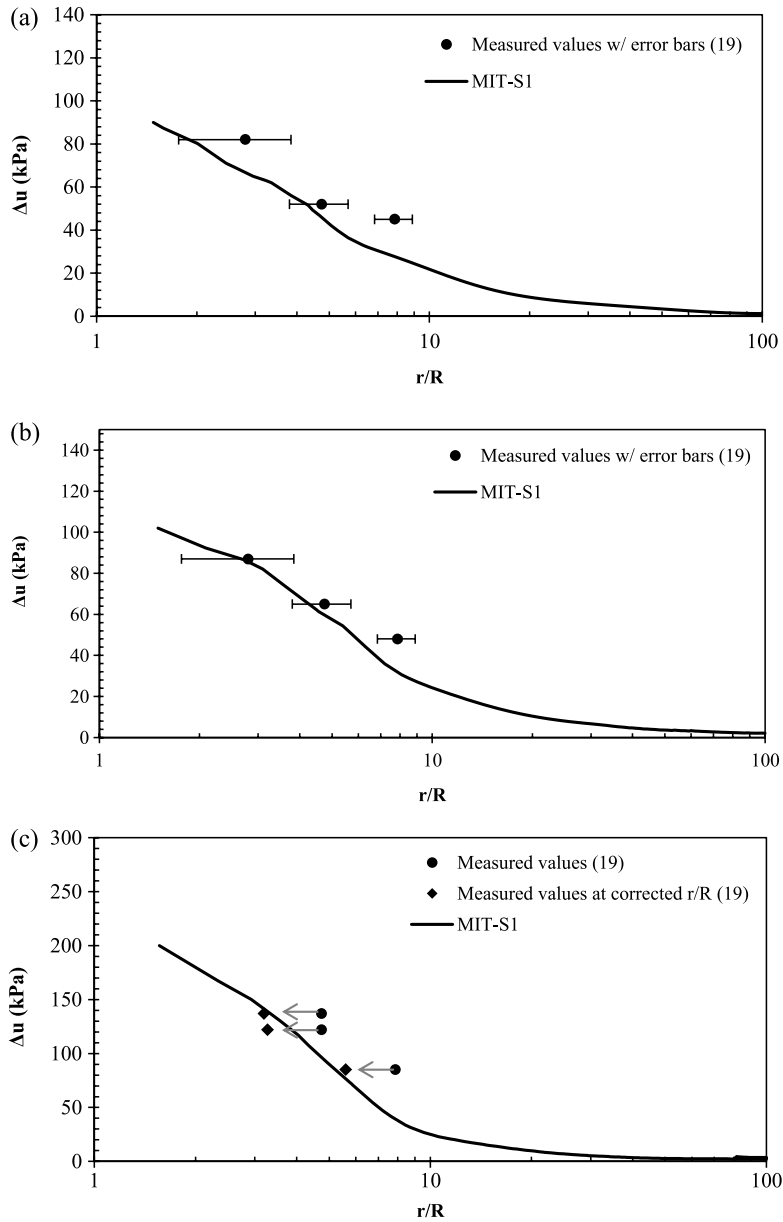 (a)
140
120
100
80
60
40
20
0
Δu (kPa)
Measured values w/ error bars (19)
MIT-S1
1
10
100
r/R
(b)
140
120
100
80
60
40
20
0
Δu (kPa)
Measured values w/ error bars (19)
MIT-S1
1
10
100
r/R
(c)
300
250
200
150
100
50
0
Δu (kPa)
Measured values (19)
Measured values at corrected r/R (19)
MIT-S1
1
10
100
r/R